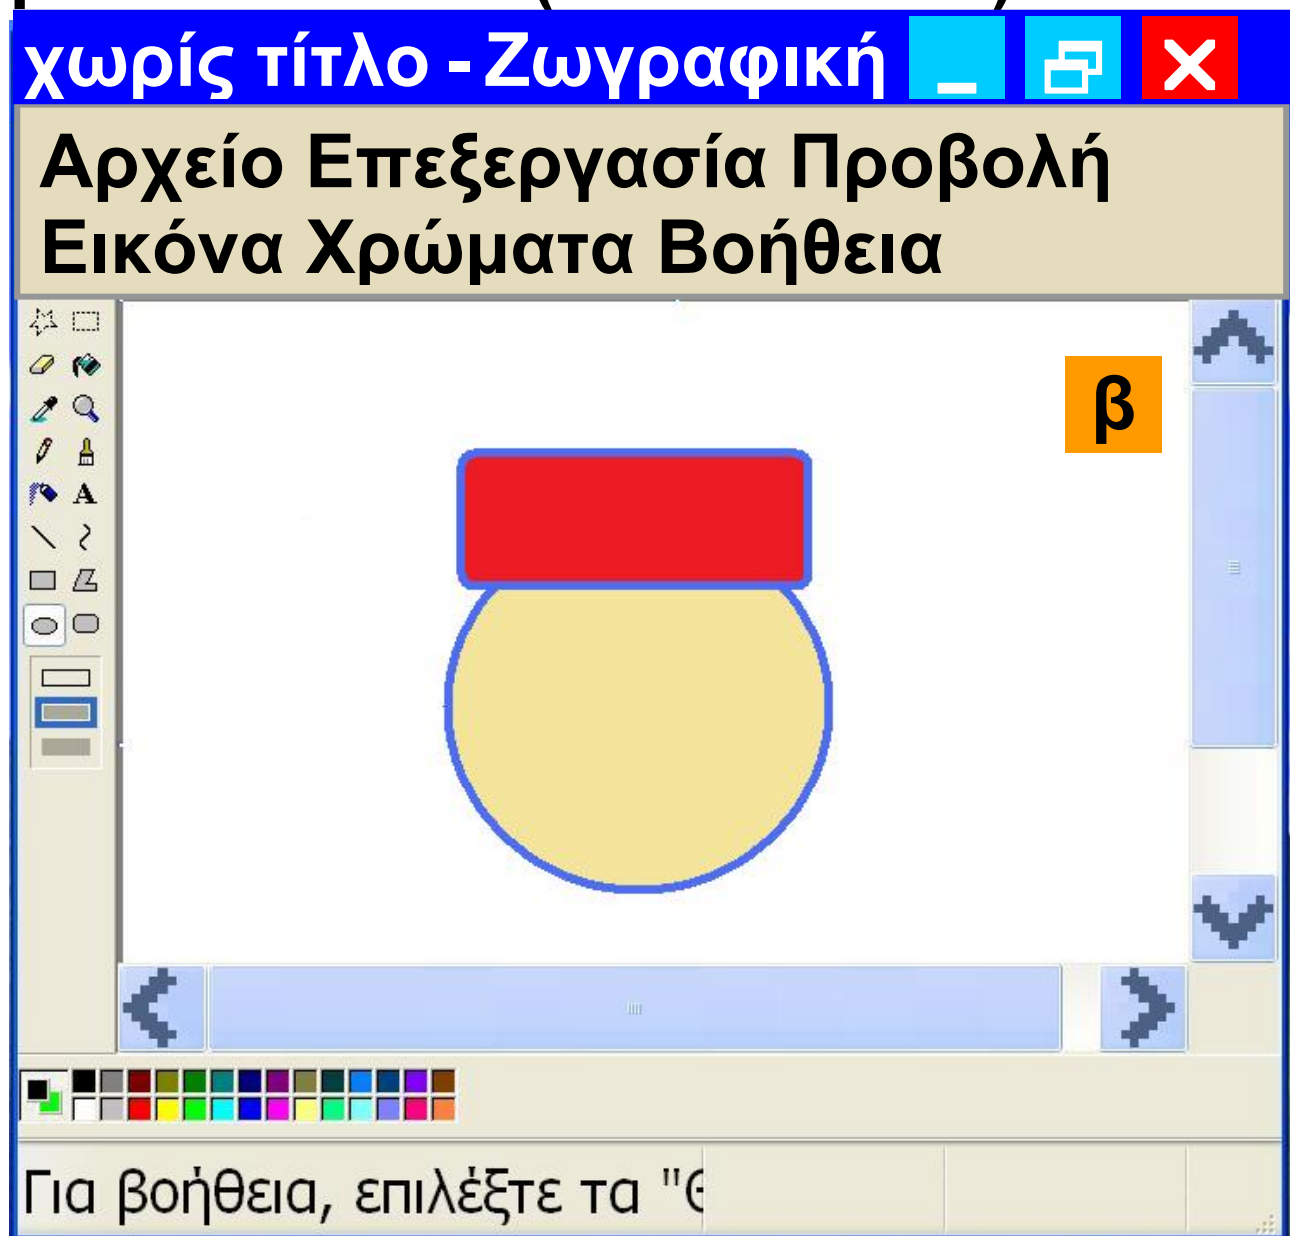 χωρίς τίτλο - Ζωγραφική
Αρχείο Επεξεργασία Προβολή
Εικόνα Χρώματα Βοήθεια
A
β
Για βοήθεια, επιλέξτε τα "Θ